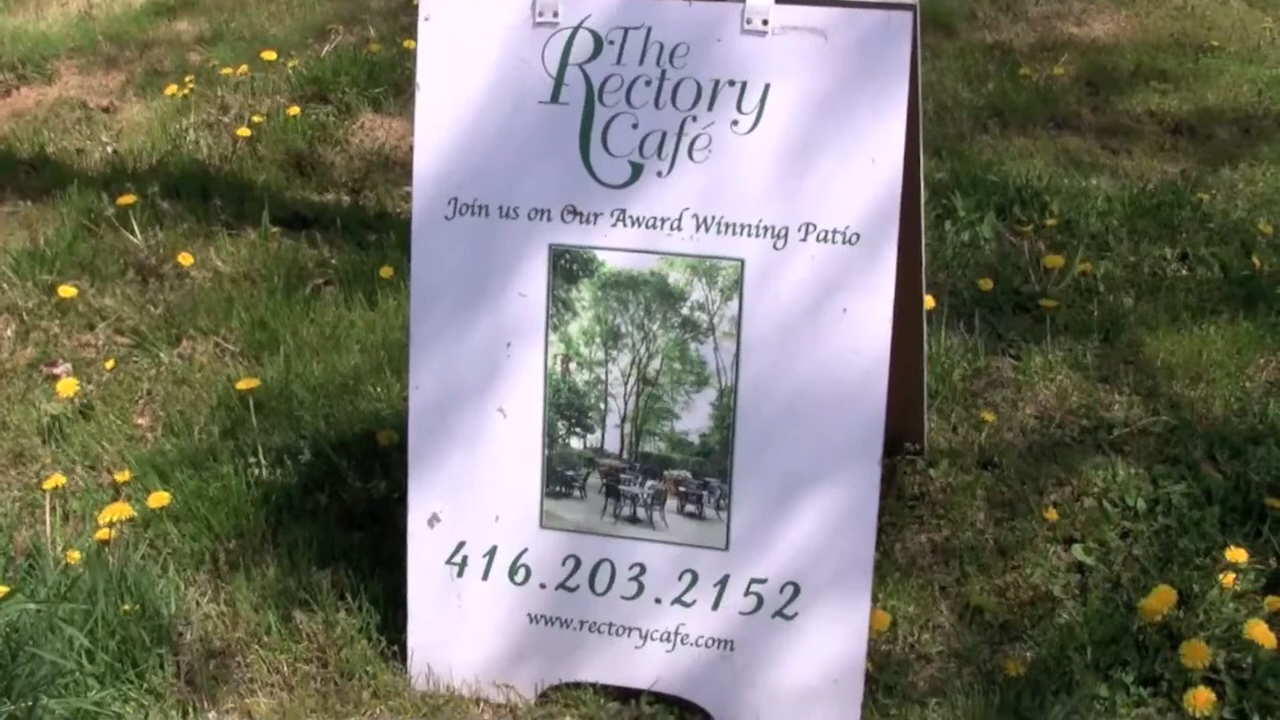 The
Rectory
Café
Join us on Our Award Winning Patio
416.203.2152
www.rectorycafe.com